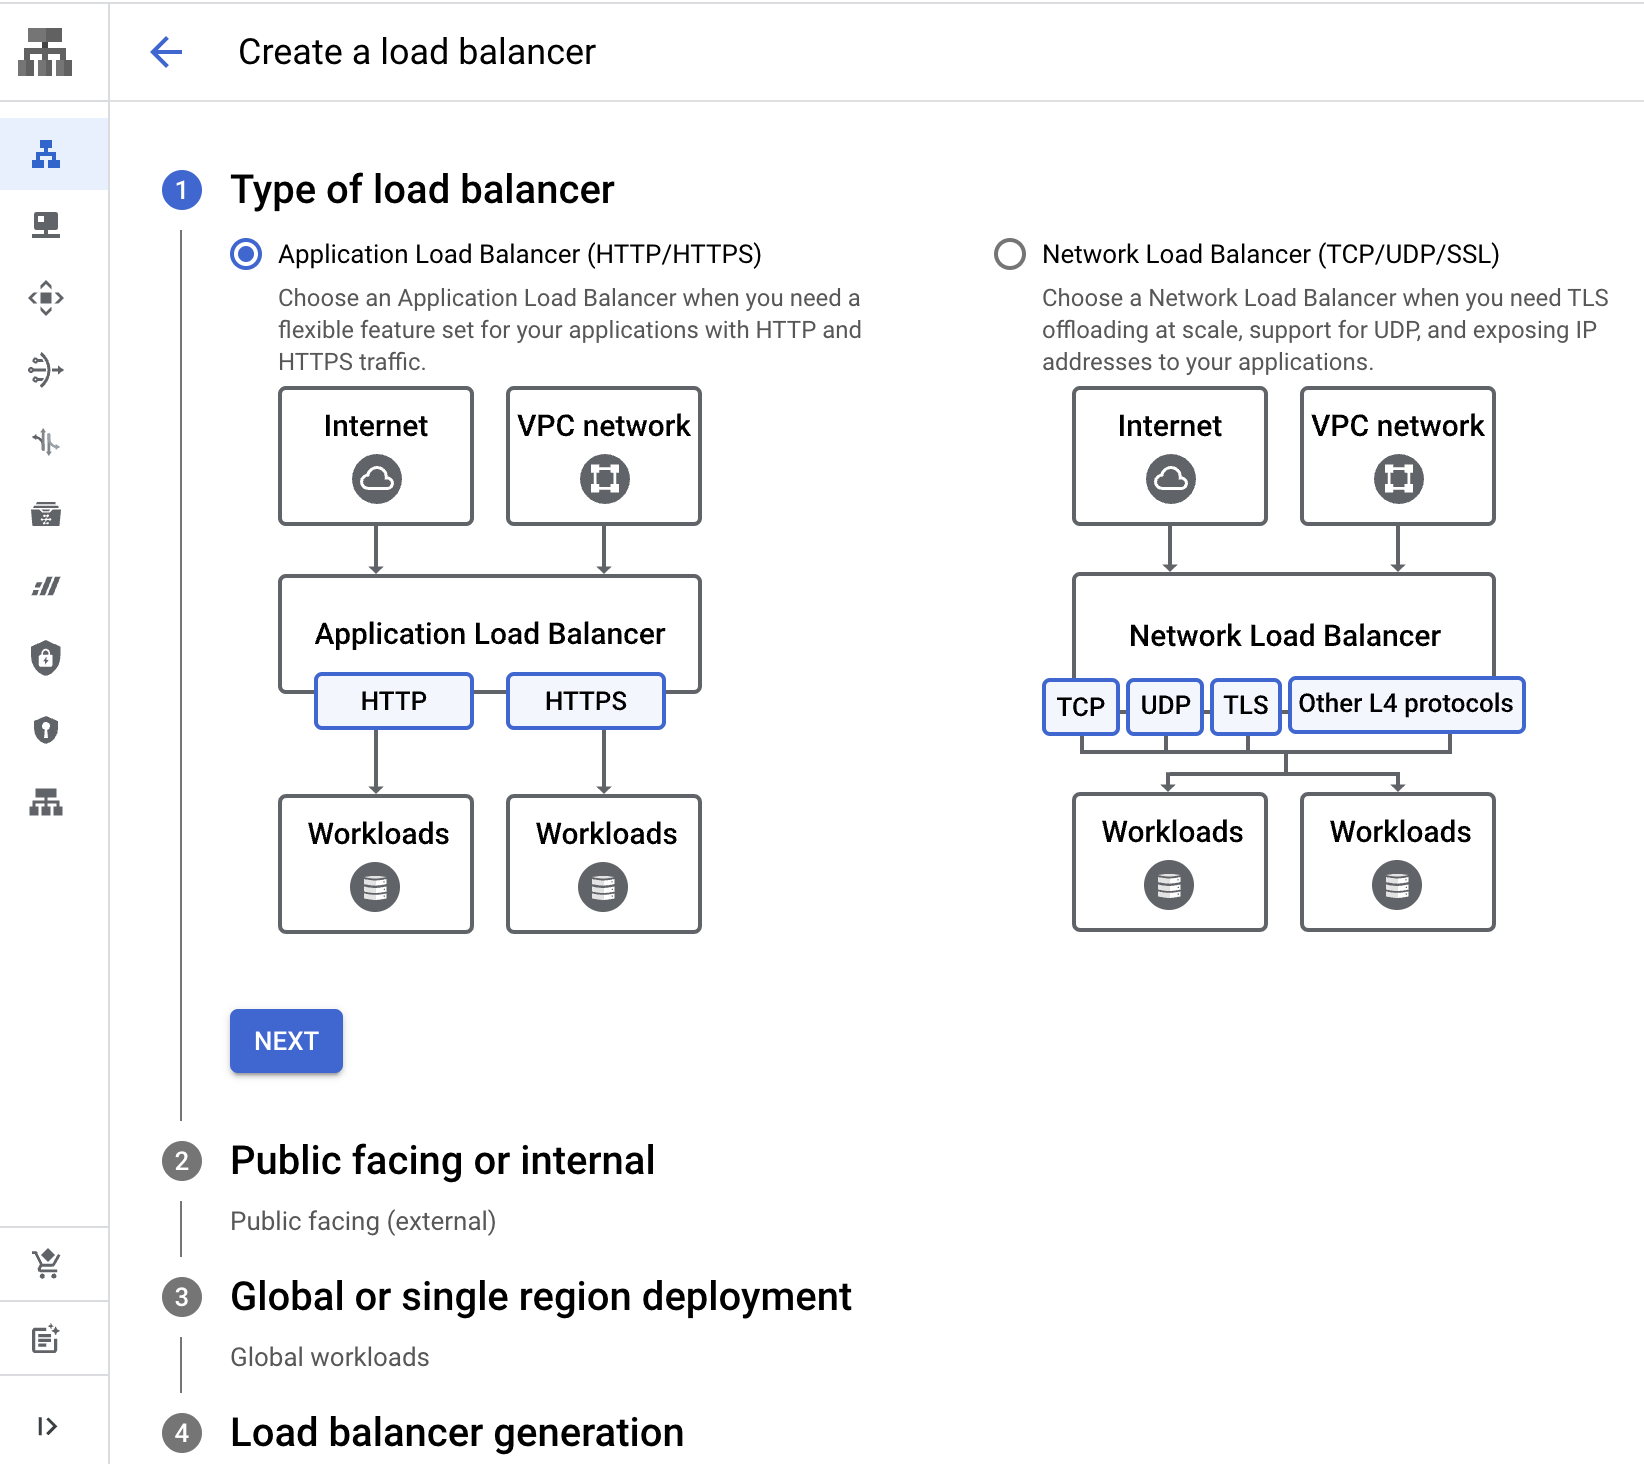 Create a load balancer
1
Type of load balancer
Application Load Balancer (HTTP/HTTPS)
Choose an Application Load Balancer when you need a
flexible feature set for your applications with HTTP and
HTTPS traffic.
Internet
VPC network
Application Load Balancer
HTTP
HTTPS
Workloads
Workloads
Network Load Balancer (TCP/UDP/SSL)
Choose a Network Load Balancer when you need TLS
offloading at scale, support for UDP, and exposing IP
addresses to your applications.
Internet
VPC network
Network Load Balancer
TCP
UDP
TLS
Other L4 protocols
Workloads
Workloads
NEXT
2
Public facing or internal
Public facing (external)
3
Global or single region deployment
Global workloads
4
Load balancer generation